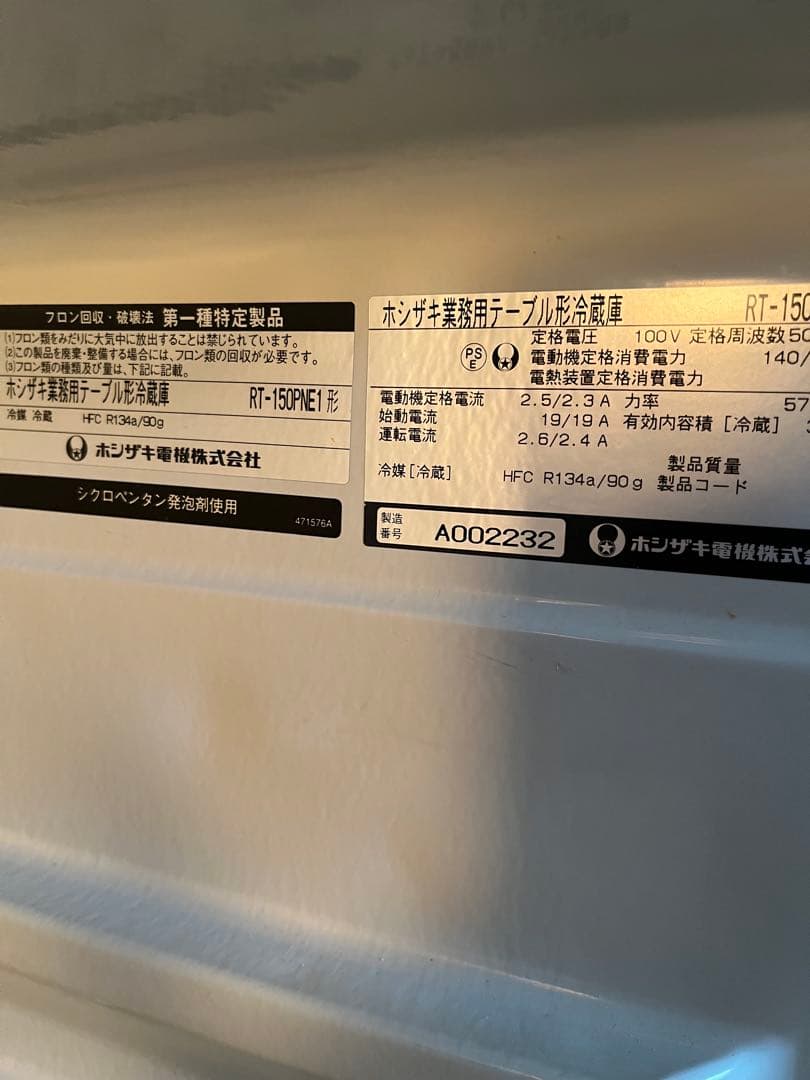 フロン回収・破壊法 第一種特定製品
(1)フロン類をみだりに大気中に放出することは禁じられています。
(2)この製品を廃棄・整備する場合には、フロン類の回収が必要です。
(3)フロン類の種類及び量は、下記に記載。
ホシザキ業務用テーブル形冷蔵庫 RT-150PNE1 形
冷媒 冷蔵 HFC R134a/90g
ホシザキ電機株式会社
シクロペンタン発泡剤使用
471576A
ホシザキ業務用テーブル形冷蔵庫 RT-150
定格電圧 100V 定格周波数 50
PS E
電動機定格消費電力 140/
電熱装置定格消費電力
電動機定格電流 2.5/2.3 A 力率 57
始動電流 19/19 A 有効内容積 [冷蔵]
運転電流 2.6/2.4 A
製品質量
冷媒[冷蔵] HFC R134a/90g 製品コード
製造番号 A002232 ホシザキ電機株式会